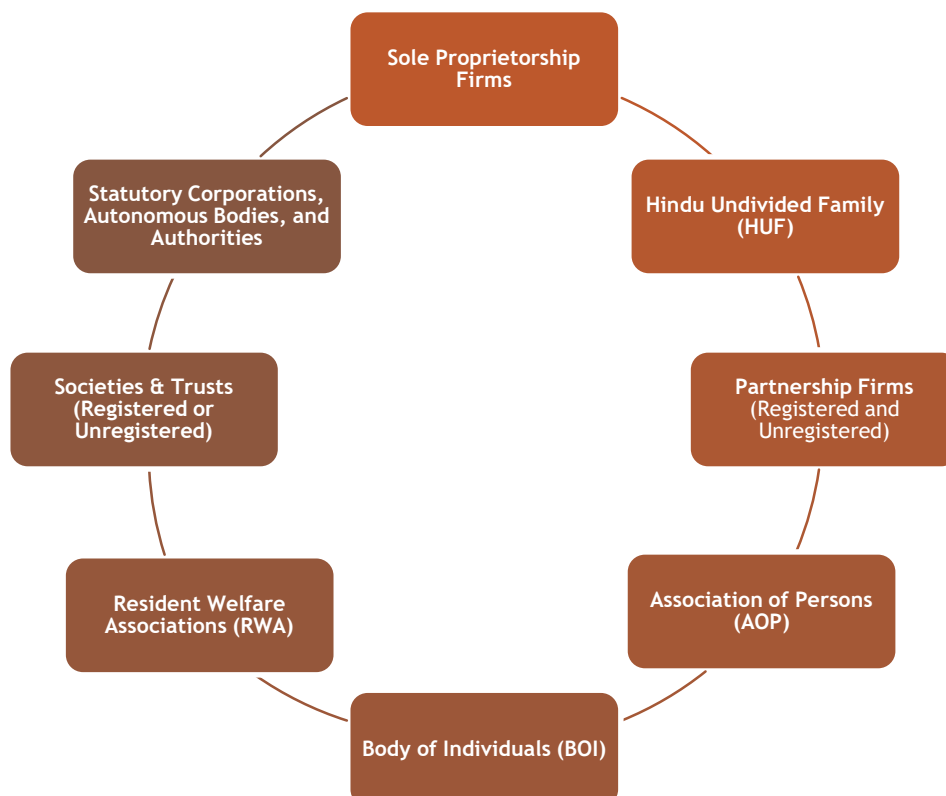 Sole Proprietorship
Firms
Hindu Undivided Family
(HUF)
Partnership Firms
(Registered and
Unregistered)
Association of Persons
(AOP)
Body of Individuals (BOI)
Resident Welfare
Associations (RWA)
Societies & Trusts
(Registered or
Unregistered)
Statutory Corporations,
Autonomous Bodies, and
Authorities